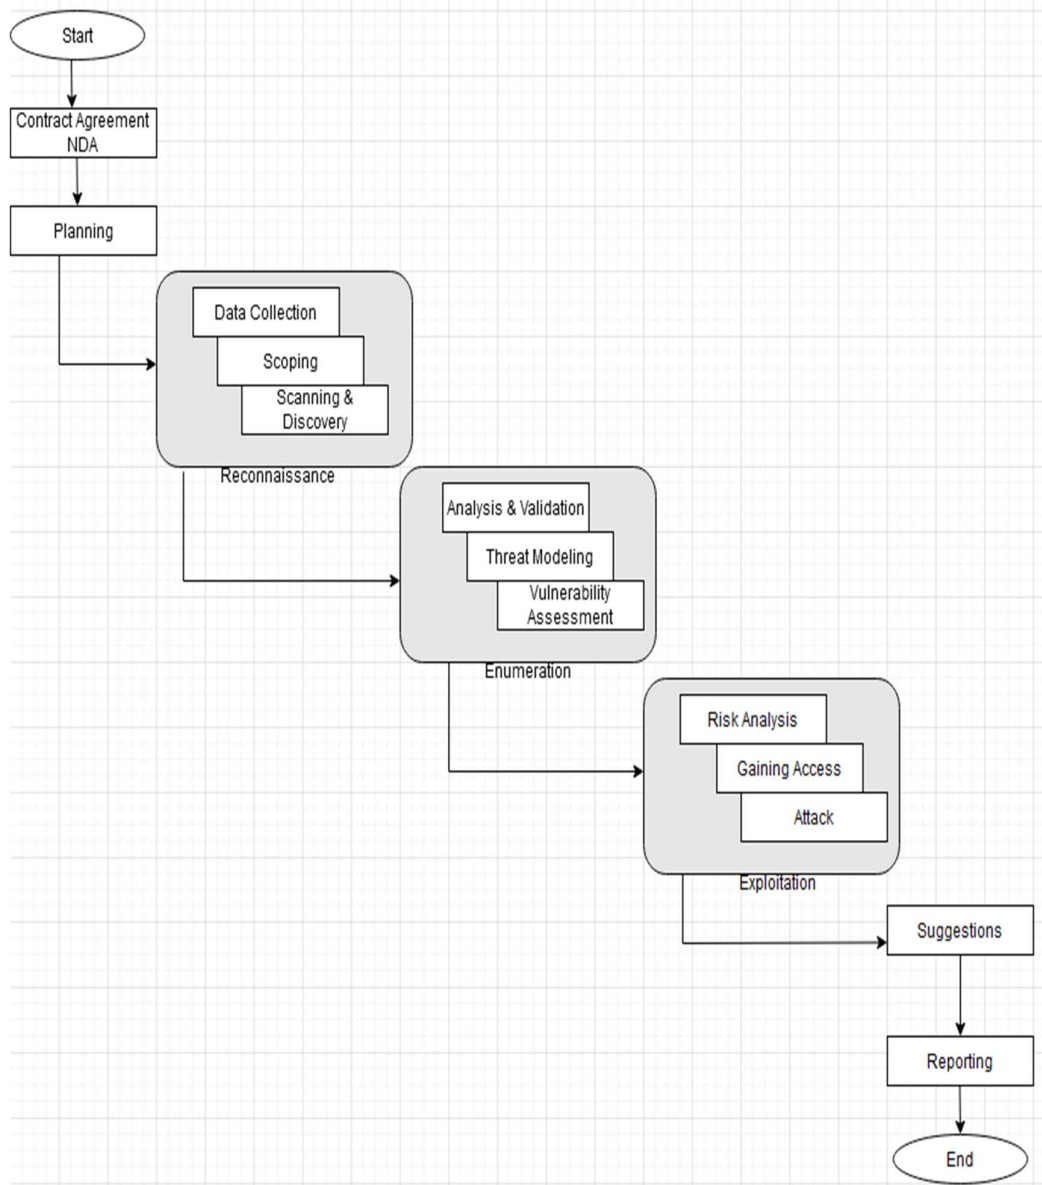 Start
Contract Agreement
NDA
Planning
Data Collection
Scoping
Scanning &
Discovery
Reconnaissance
Analysis & Validation
Threat Modeling
Vulnerability
Assessment
Enumeration
Risk Analysis
Gaining Access
Attack
Exploitation
Suggestions
Reporting
End